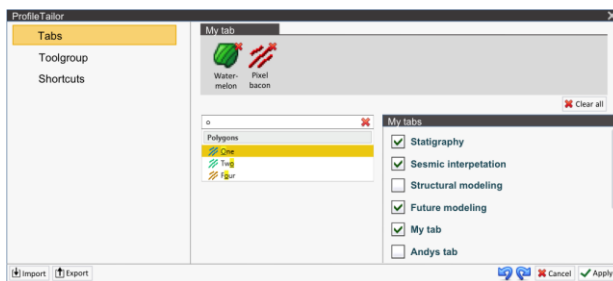 ProfileTailor
Tabs
Toolgroup
Shortcuts
My tab
Water-
melon
Pixel
bacon
Clear all
o
Polygons
One
Two
Four
My tabs
Statigraphy
Sesmic interpetation
Structural modeling
Future modeling
My tab
Andys tab
Import
Export
Cancel
Apply